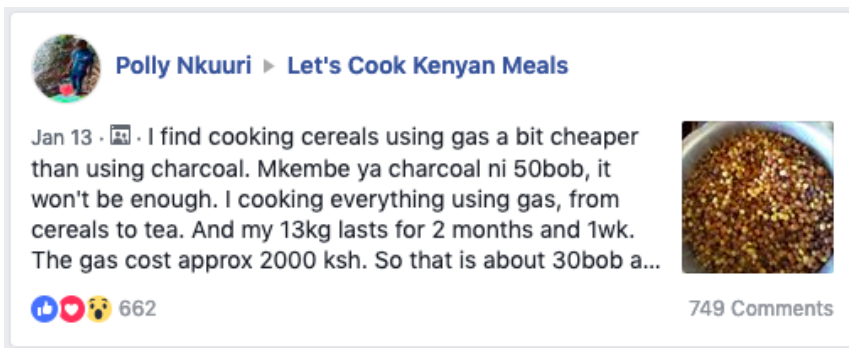 Polly Nkuuri ▸ Let's Cook Kenyan Meals
Jan 13 · · I find cooking cereals using gas a bit cheaper
than using charcoal. Mkembe ya charcoal ni 50bob, it
won't be enough. I cooking everything using gas, from
cereals to tea. And my 13kg lasts for 2 months and 1wk.
The gas cost approx 2000 ksh. So that is about 30bob a...
662
749 Comments